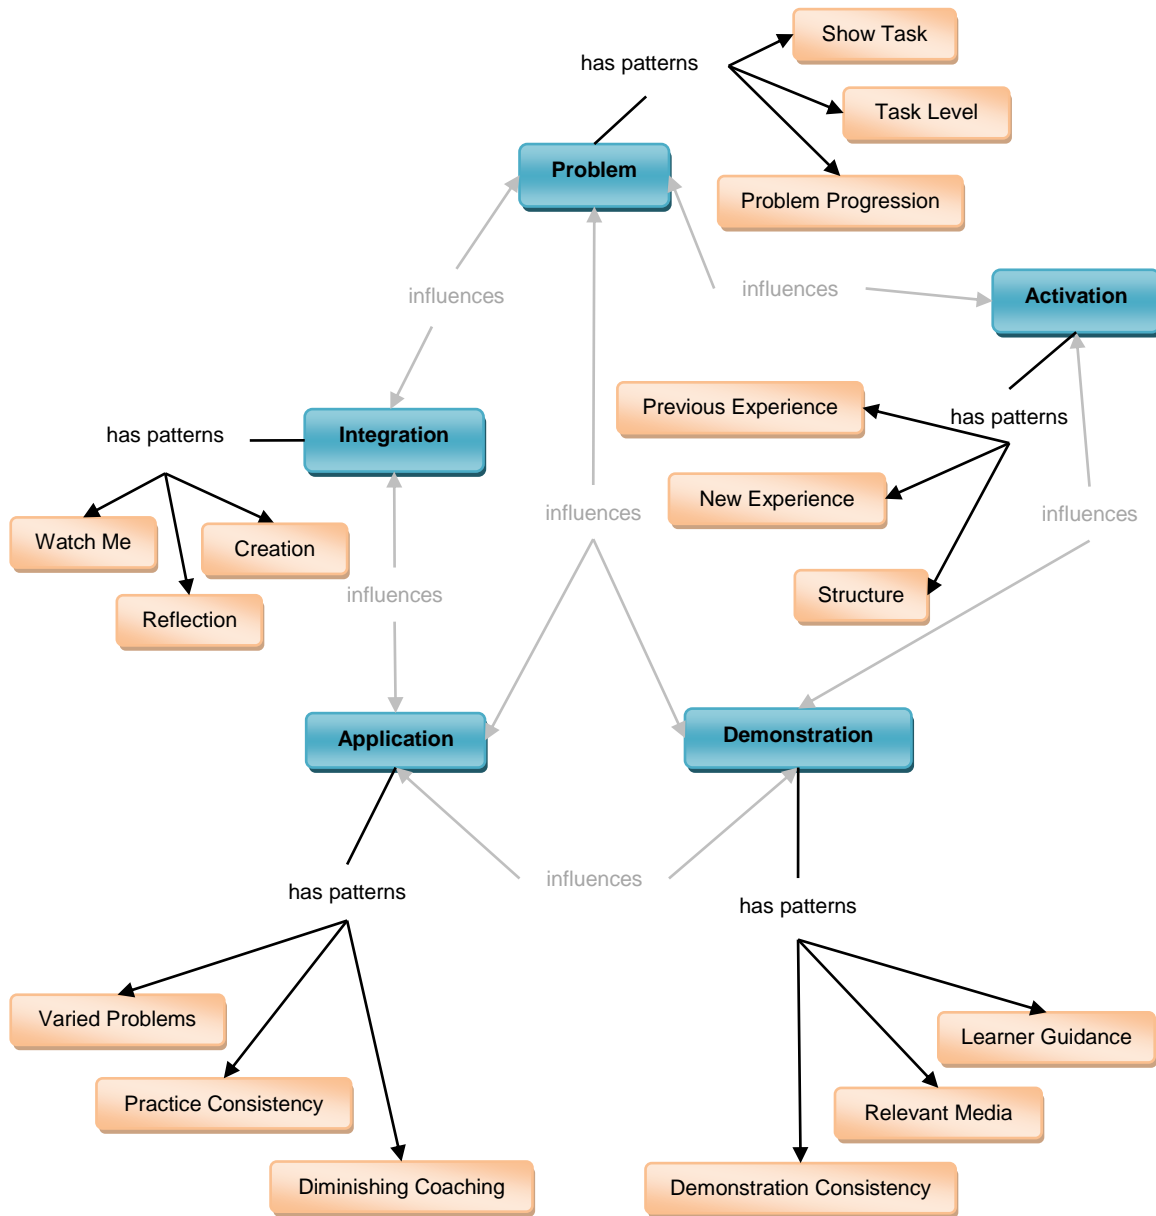 Show Task
has patterns
Task Level
Problem
Problem Progression
influences
influences
Activation
Previous Experience
has patterns
has patterns
Integration
New Experience
influences
influences
Watch Me
Creation
influences
Structure
Reflection
Application
Demonstration
influences
has patterns
has patterns
Varied Problems
Learner Guidance
Practice Consistency
Relevant Media
Diminishing Coaching
Demonstration Consistency